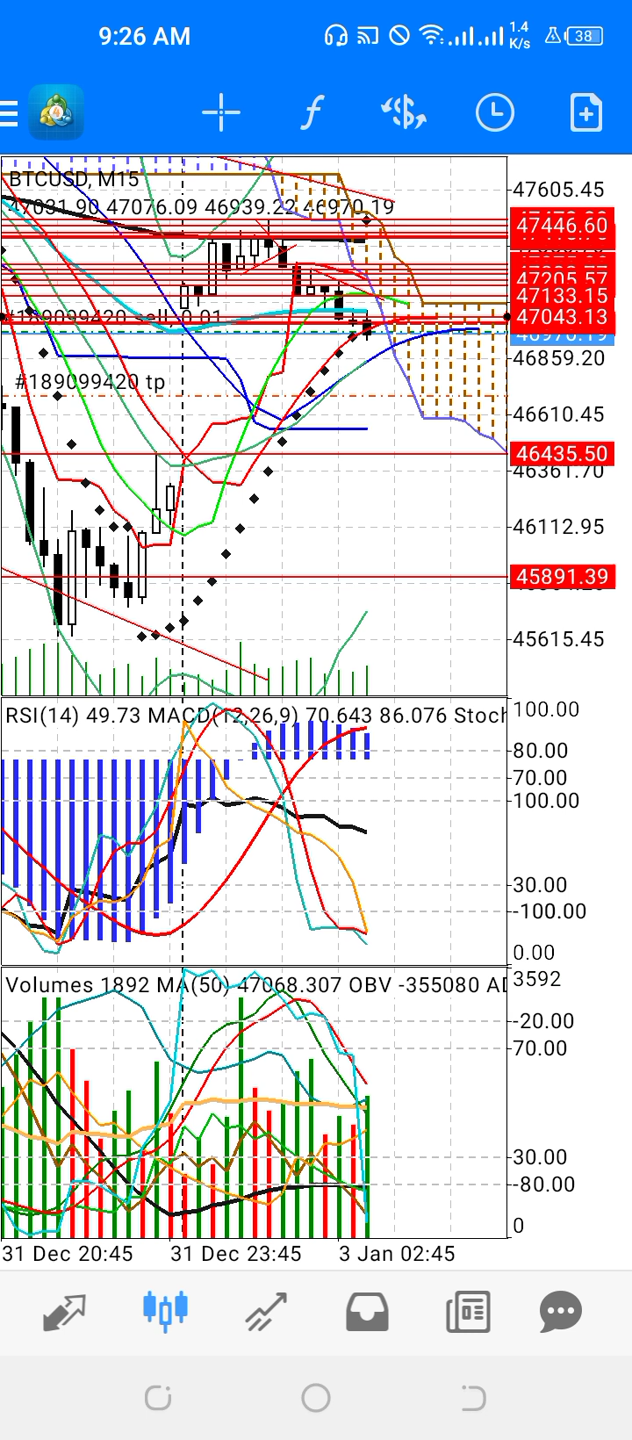 9:26 AM
1.4
K/s
38
f
BTCUSD, M15
47031.90 47076.09 46939.22 46970.19
47605.45
47446.60
47205.57
47133.15
#189099420 sell, 0.01
47043.13
46970.19
46859.20
#189099420 tp
46610.45
46435.50
46361.70
46112.95
45891.39
45615.45
RSI(14) 49.73 MACD(12,26,9) 70.643 86.076 Stoch
100.00
80.00
70.00
100.00
30.00
-100.00
0.00
Volumes 1892 MA(50) 47068.307 OBV -355080 AD
3592
-20.00
70.00
30.00
-80.00
0
31 Dec 20:45
31 Dec 23:45
3 Jan 02:45